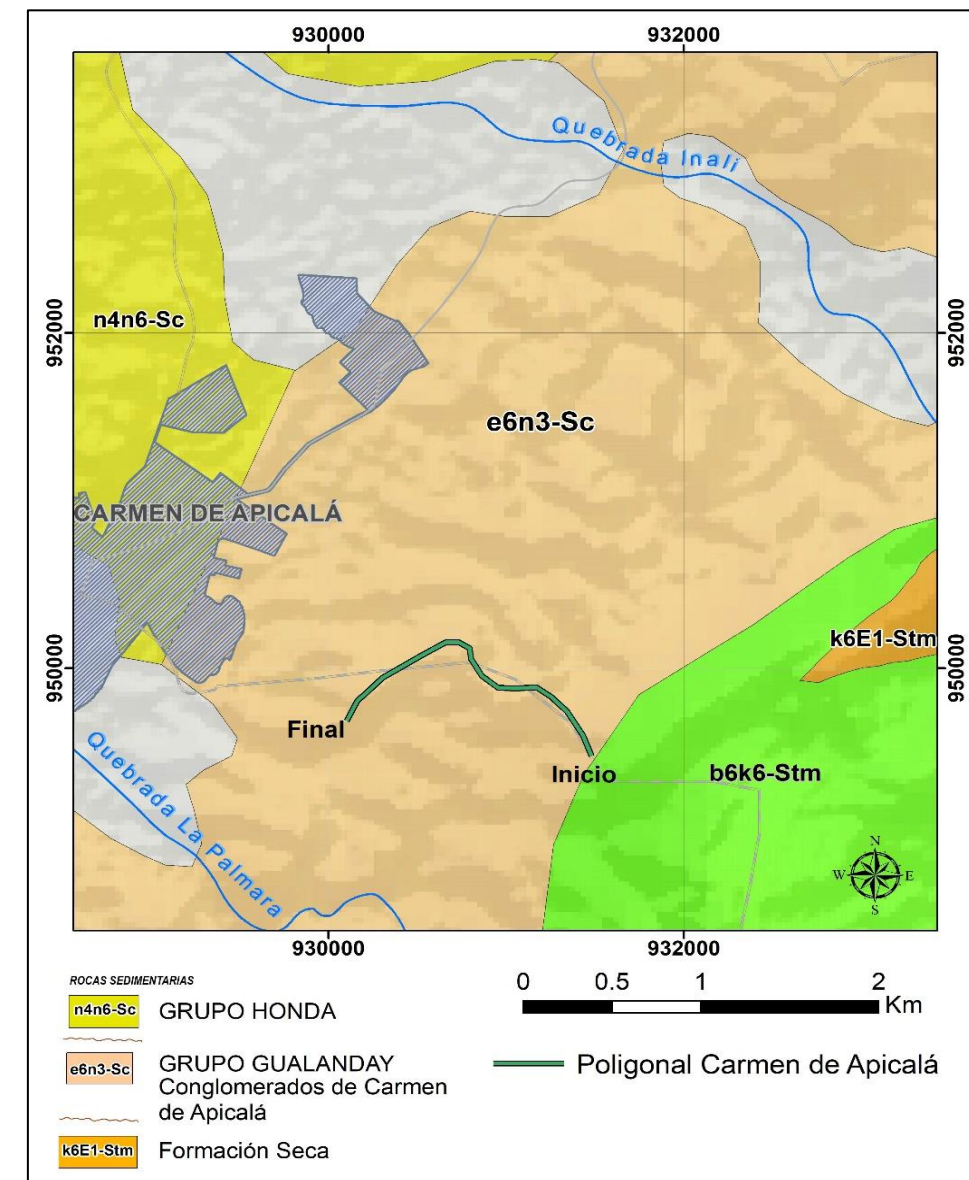 930000 932000
Quebrada Inali
n4n6-Sc
952000 952000
e6n3-Sc
CARMEN DE APICALÁ
k6E1-Stm
950000 950000
Final
Inicio
b6k6-Stm
Quebrada La Palmara
N
W E
S
930000 932000
ROCAS SEDIMENTARIAS
n4n6-Sc GRUPO HONDA
e6n3-Sc GRUPO GUALANDAY
Conglomerados de Carmen
de Apicalá
k6E1-Stm Formación Seca
0 0.5 1 2
Km
Poligonal Carmen de Apicalá